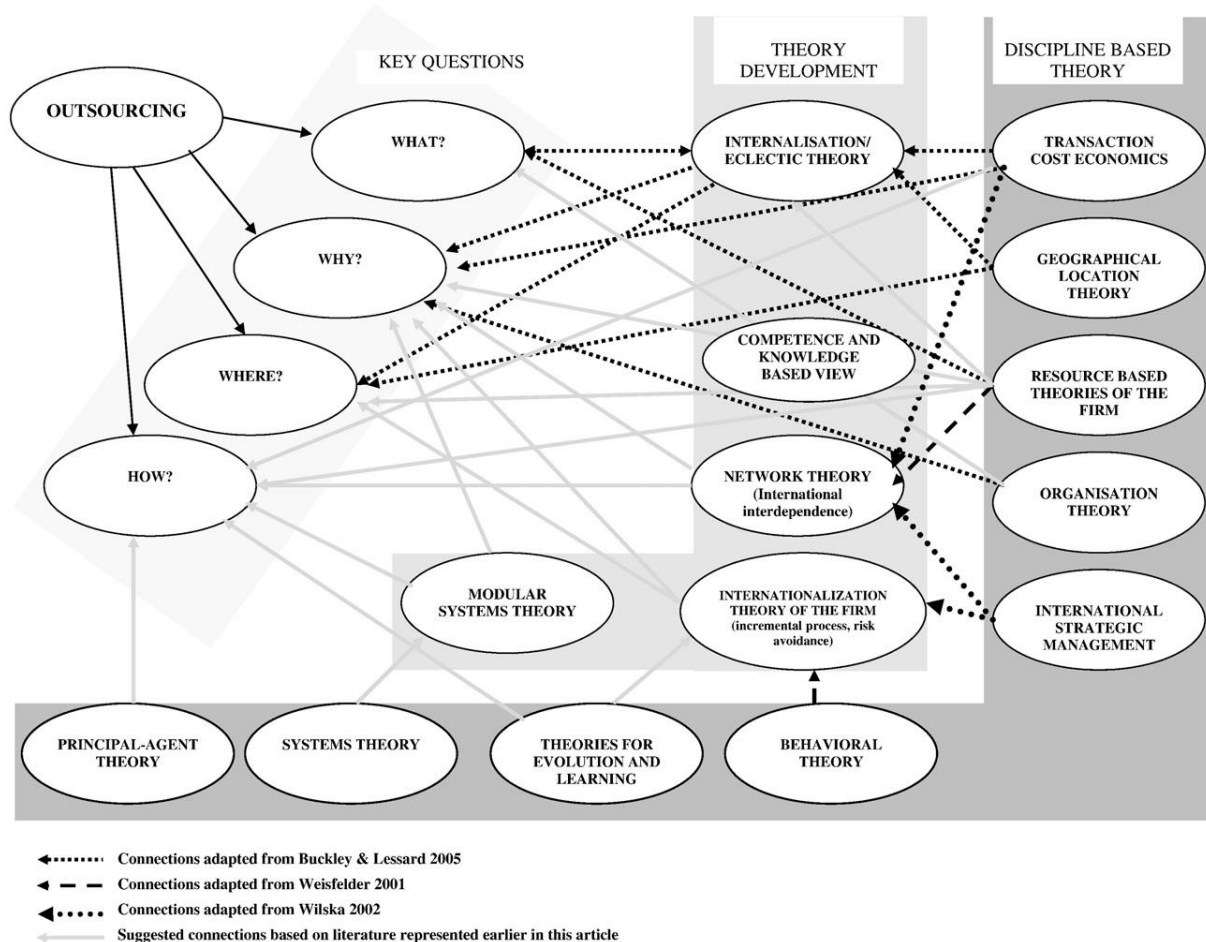 KEY QUESTIONS
THEORY
DEVELOPMENT
DISCIPLINE BASED
THEORY
OUTSOURCING
WHAT?
INTERNALISATION/
ECLECTIC THEORY
TRANSACTION
COST ECONOMICS
WHY?
GEOGRAPHICAL
LOCATION
THEORY
WHERE?
COMPETENCE AND
KNOWLEDGE
BASED VIEW
RESOURCE BASED
THEORIES OF THE
FIRM
HOW?
NETWORK THEORY
(International
interdependence)
ORGANISATION
THEORY
MODULAR
SYSTEMS THEORY
INTERNATIONALIZATION
THEORY OF THE FIRM
(incremental process, risk
avoidance)
INTERNATIONAL
STRATEGIC
MANAGEMENT
PRINCIPAL-AGENT
THEORY
SYSTEMS THEORY
THEORIES FOR
EVOLUTION AND
LEARNING
BEHAVIORAL
THEORY
Connections adapted from Buckley & Lessard 2005
Connections adapted from Weisfelder 2001
Connections adapted from Wilska 2002
Suggested connections based on literature represented earlier in this article